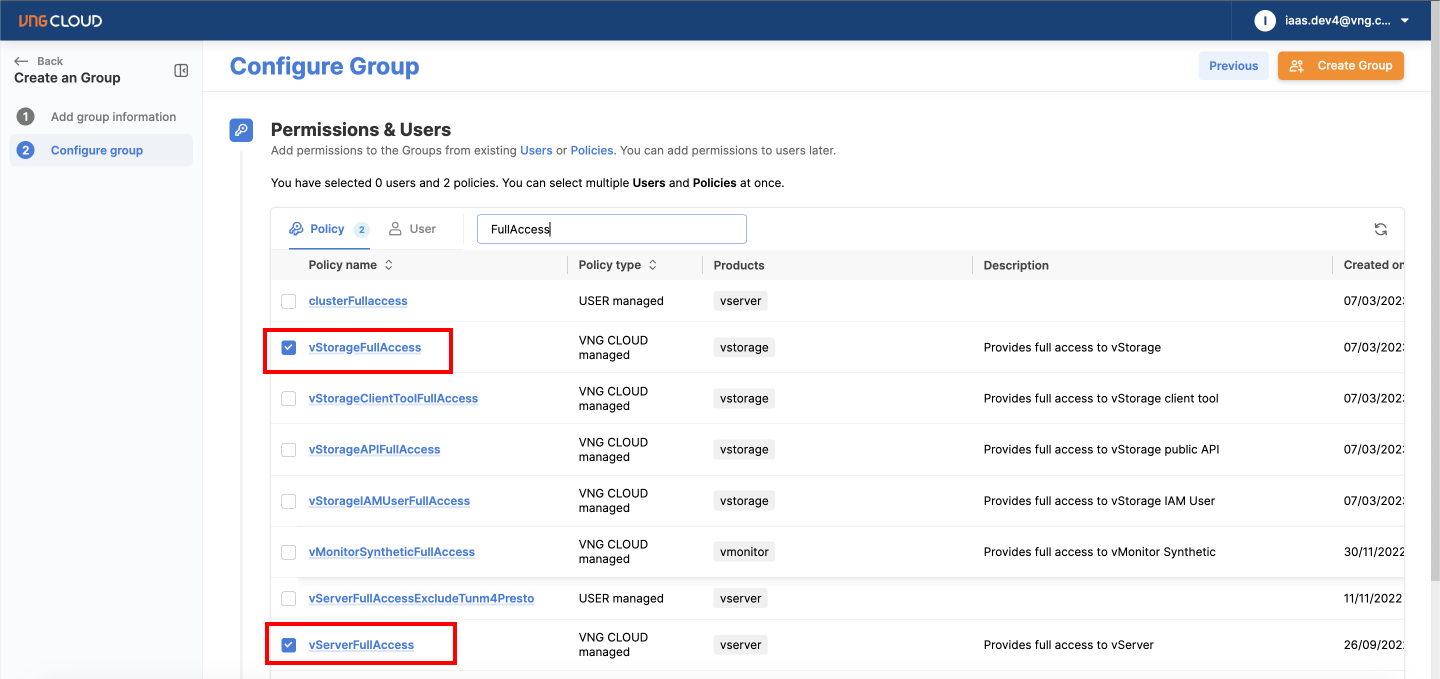 VNG CLOUD
I iaas.dev4@vng.c...
Back
Create an Group
1 Add group information
2 Configure group
Configure Group
Previous
Create Group
Permissions & Users
Add permissions to the Groups from existing Users or Policies. You can add permissions to users later.
You have selected 0 users and 2 policies. You can select multiple Users and Policies at once.
Policy 2 User FullAccess
Policy name Policy type Products Description Created on
clusterFullaccess USER managed vserver 07/03/2023
vStorageFullAccess VNG CLOUD managed vstorage Provides full access to vStorage 07/03/2023
vStorageClientToolFullAccess VNG CLOUD managed vstorage Provides full access to vStorage client tool 07/03/2023
vStorageAPIFullAccess VNG CLOUD managed vstorage Provides full access to vStorage public API 07/03/2023
vStorageIAMUserFullAccess VNG CLOUD managed vstorage Provides full access to vStorage IAM User 07/03/2023
vMonitorSyntheticFullAccess VNG CLOUD managed vmonitor Provides full access to vMonitor Synthetic 30/11/2022
vServerFullAccessExcludeTunm4Presto USER managed vserver 11/11/2022
vServerFullAccess VNG CLOUD managed vserver Provides full access to vServer 26/09/2022